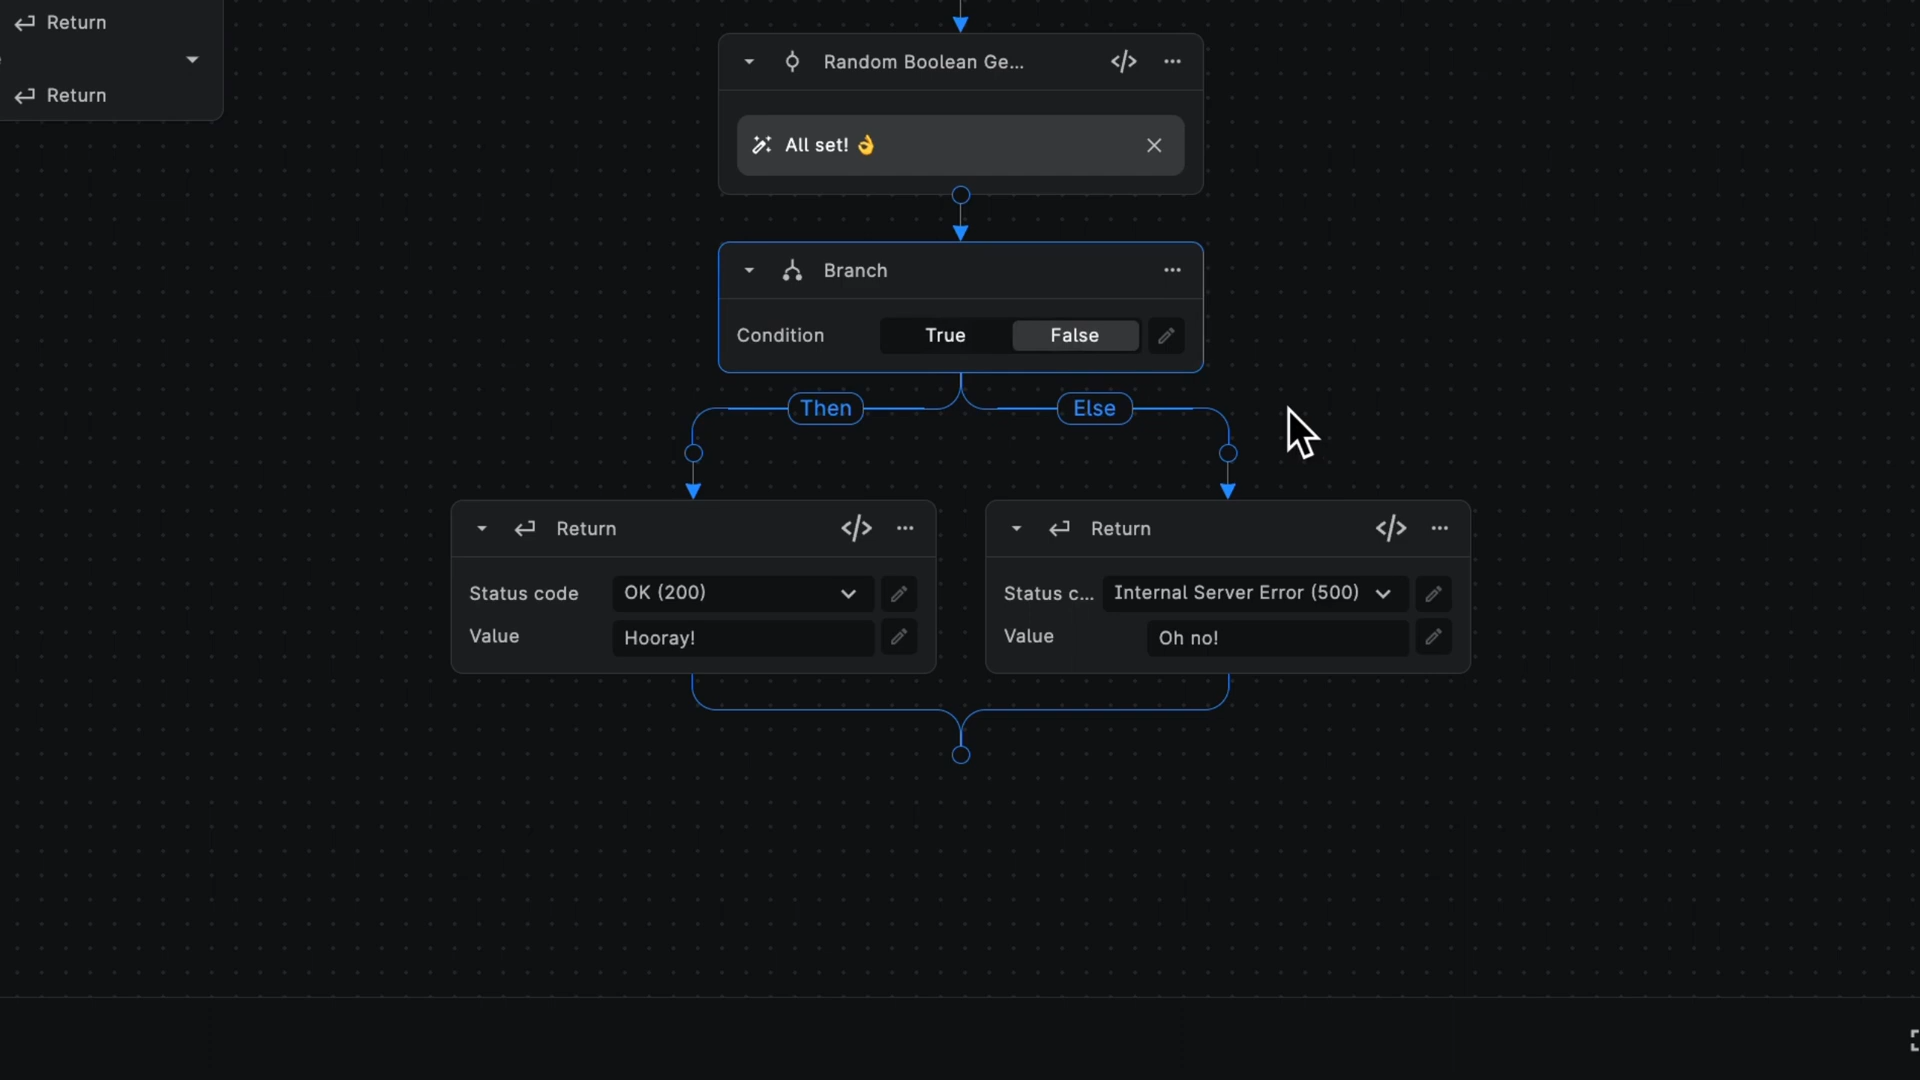 Return
Return
Random Boolean Ge...
All set! 👌
Branch
Condition True False
Then Else
Return
Status code OK (200)
Value Hooray!
Return
Status c... Internal Server Error (500)
Value Oh no!